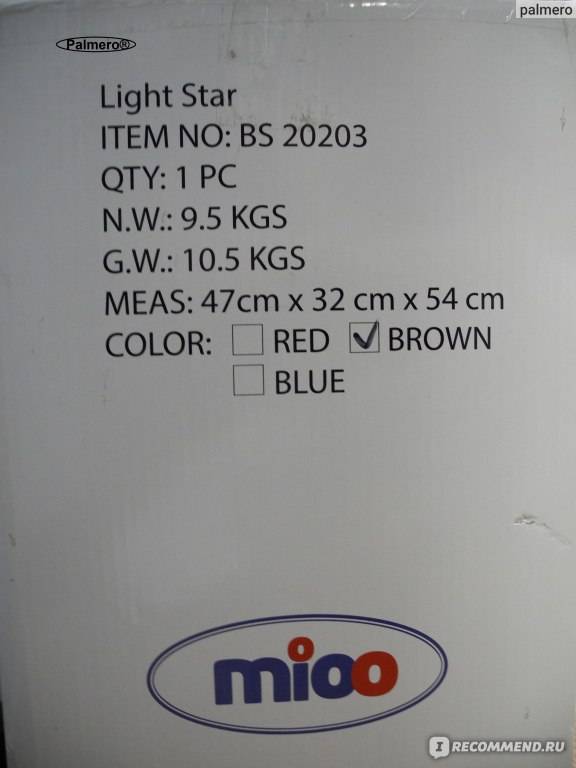 palmero
Palmero®
Light Star
ITEM NO: BS 20203
QTY: 1 PC
N.W.: 9.5 KGS
G.W.: 10.5 KGS
MEAS: 47cm x 32 cm x 54 cm
COLOR: RED BROWN
BLUE
mioo
IRECOMMEND.RU